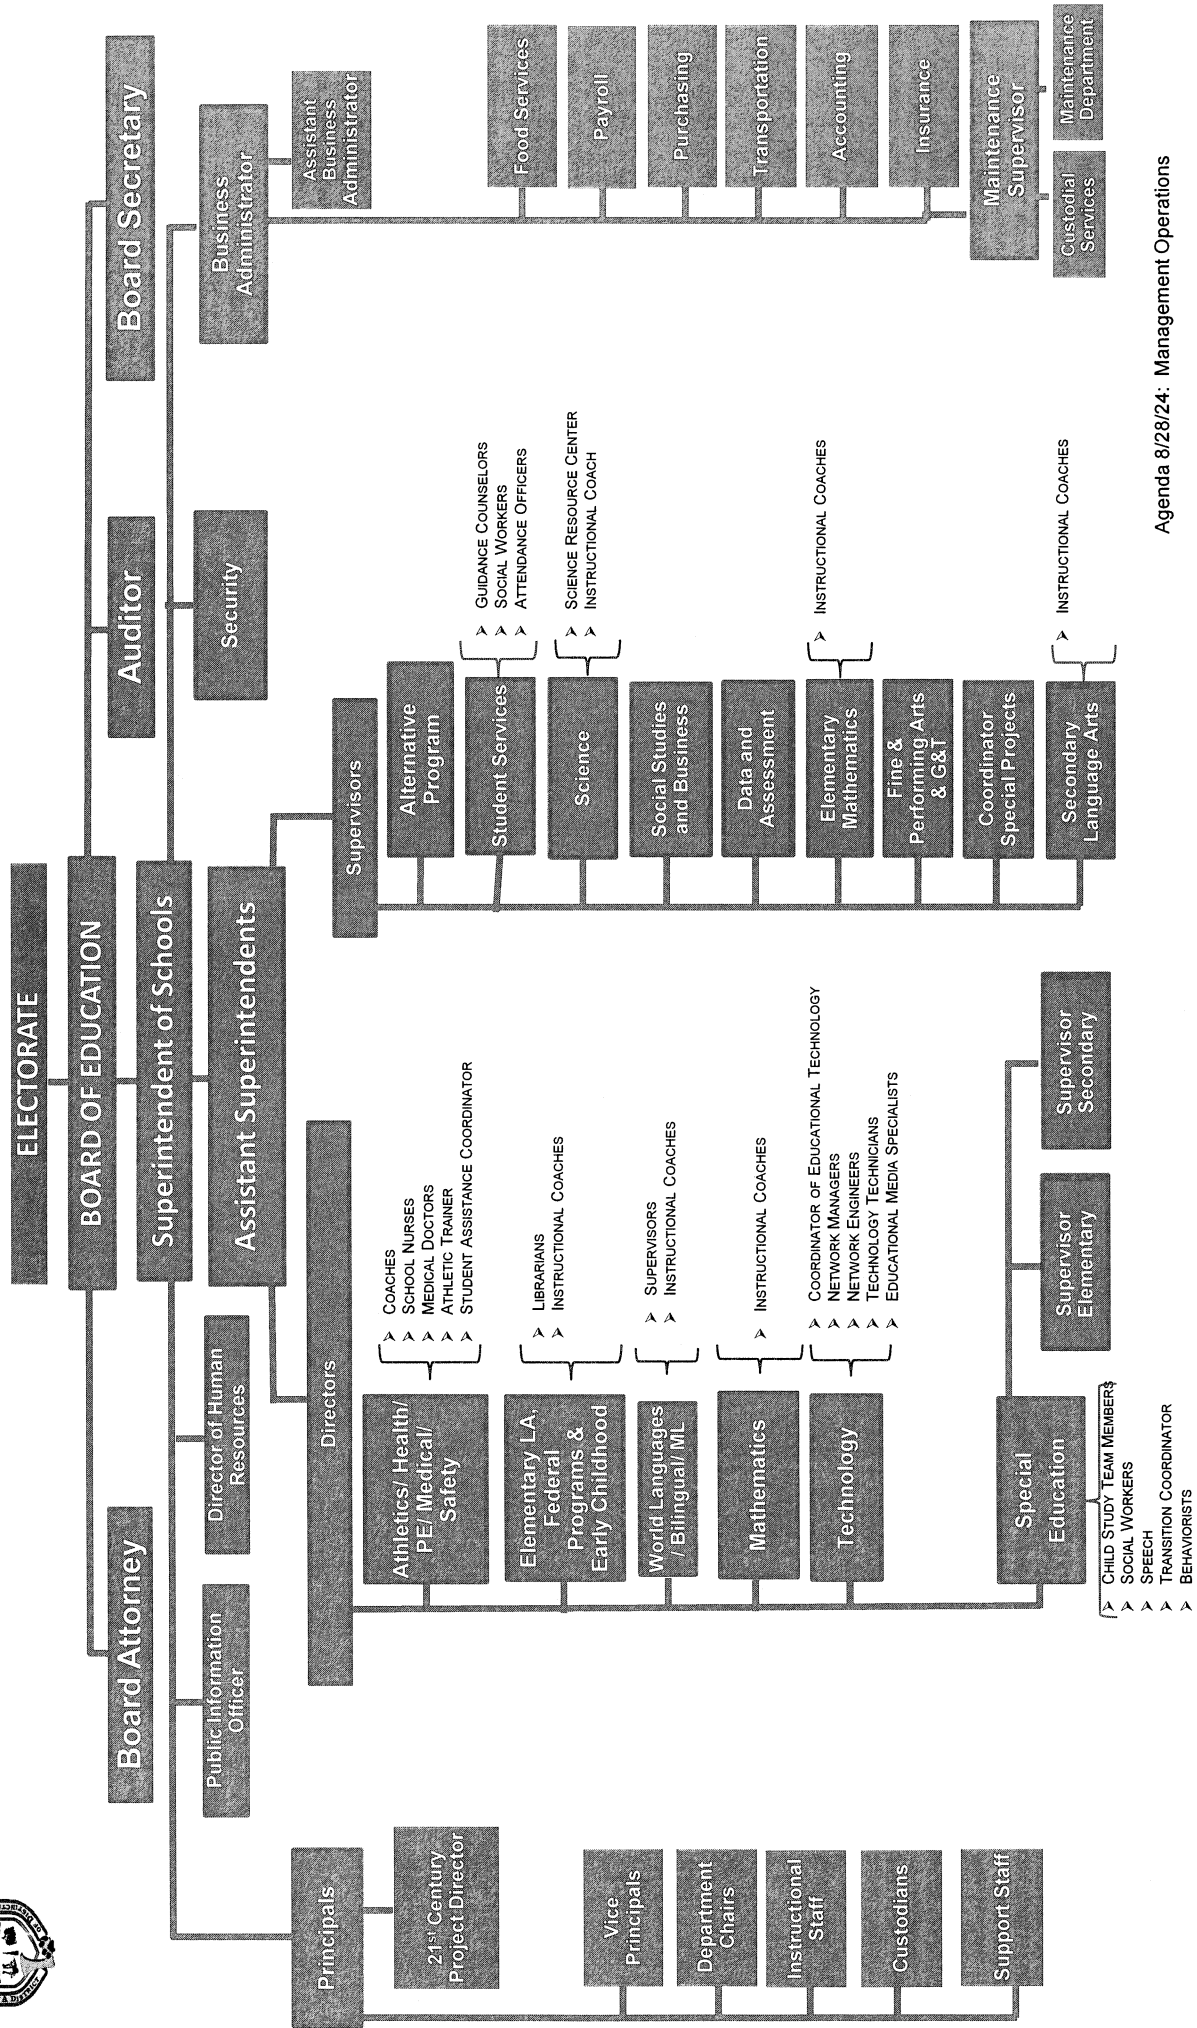 ELECTORATE
BOARD OF EDUCATION
Board Attorney
Auditor
Board Secretary
Superintendent of Schools
Public Information
Officer
Director of Human
Resources
Security
Business
Administrator
Assistant
Business
Administrator
Assistant Superintendents
Principals
21st Century
Project Director
Vice
Principals
Department
Chairs
Instructional
Staff
Custodians
Support Staff
Directors
Athletics/ Health/
PE/ Medical/
Safety
➢ COACHES
➢ SCHOOL NURSES
➢ MEDICAL DOCTORS
➢ ATHLETIC TRAINER
➢ STUDENT ASSISTANCE COORDINATOR
Elementary LA,
Federal
Programs &
Early Childhood
➢ LIBRARIANS
➢ INSTRUCTIONAL COACHES
World Languages
/ Bilingual/ ML
➢ SUPERVISORS
➢ INSTRUCTIONAL COACHES
Mathematics
➢ INSTRUCTIONAL COACHES
Technology
➢ COORDINATOR OF EDUCATIONAL TECHNOLOGY
➢ NETWORK MANAGERS
➢ NETWORK ENGINEERS
➢ TECHNOLOGY TECHNICIANS
➢ EDUCATIONAL MEDIA SPECIALISTS
Special
Education
➢ CHILD STUDY TEAM MEMBERS
➢ SOCIAL WORKERS
➢ SPEECH
➢ TRANSITION COORDINATOR
➢ BEHAVIORISTS
Supervisor
Elementary
Supervisor
Secondary
Supervisors
Alternative
Program
Student Services
➢ GUIDANCE COUNSELORS
➢ SOCIAL WORKERS
➢ ATTENDANCE OFFICERS
Science
➢ SCIENCE RESOURCE CENTER
➢ INSTRUCTIONAL COACH
Social Studies
and Business
Data and
Assessment
Elementary
Mathematics
➢ INSTRUCTIONAL COACHES
Fine &
Performing Arts
& G&T
Coordinator
Special Projects
Secondary
Language Arts
➢ INSTRUCTIONAL COACHES
Food Services
Payroll
Purchasing
Transportation
Accounting
Insurance
Maintenance
Supervisor
Custodial
Services
Maintenance
Department
Agenda 8/28/24: Management Operations